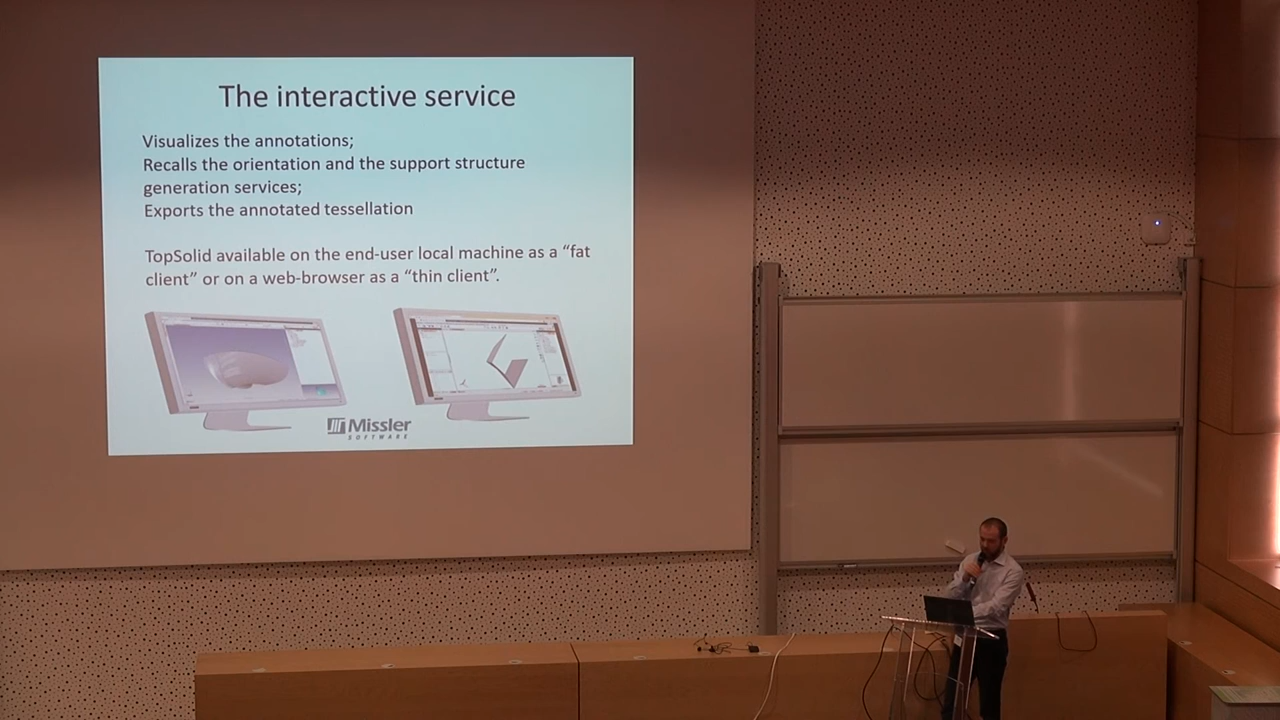 The interactive service
Visualizes the annotations;
Recalls the orientation and the support structure
generation services;
Exports the annotated tessellation
TopSolid available on the end-user local machine as a “fat
client” or on a web-browser as a “thin client”.
Missler
SOFTWARE